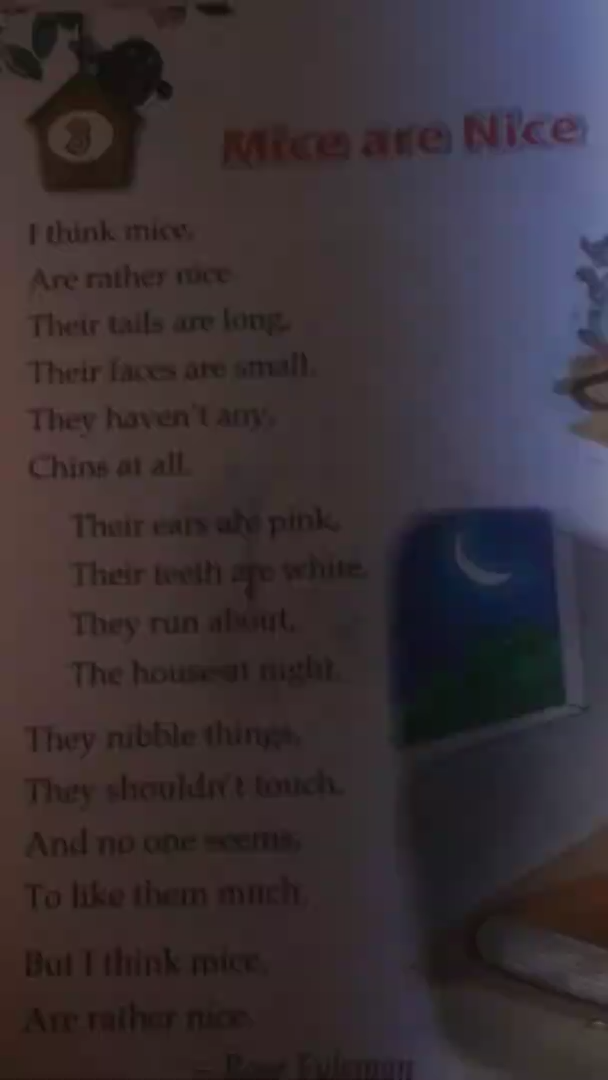 3
Mice are Nice
I think mice,
Are rather nice
Their tails are long,
Their faces are small.
They haven't any,
Chins at all.
Their ears are pink,
Their teeth are white.
They run about,
The house at night.
They nibble things,
They shouldn't touch.
And no one seems,
To like them much.
But I think mice,
Are rather nice.
– Rose Fyleman